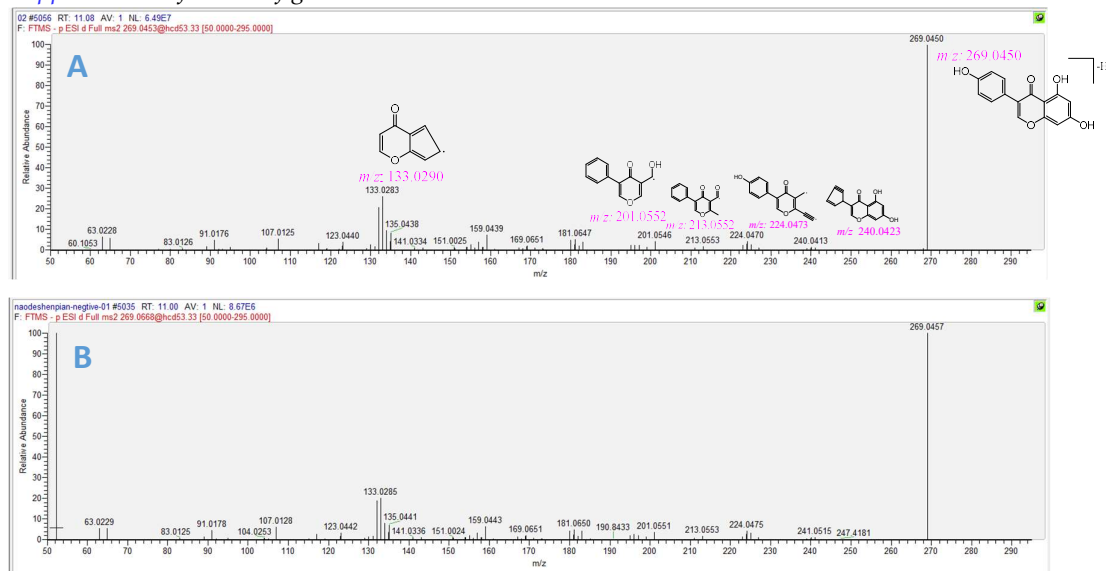 02 #5056 RT: 11.08 AV: 1 NL: 6.49E7
F: FTMS - p ESI d Full ms2 269.0453@hcd53.33 [50.0000-295.0000]
A
Relative Abundance
100
90
80
70
60
50
40
30
20
10
0
269.0450
m/z: 269.0450
HO
O
OH
O
OH
-H
O
O
m/z: 133.0290
133.0283
O
OH
O
m/z: 201.0552
O
O
O
m/z: 213.0552
HO
O
O
m/z: 224.0473
O
OH
O
OH
m/z: 240.0423
60.1053
63.0228
83.0126
91.0176
107.0125
123.0440
135.0438
141.0334
151.0025
159.0439
169.0651
181.0647
201.0546
213.0553
224.0470
240.0413
50 60 70 80 90 100 110 120 130 140 150 160 170 180 190 200 210 220 230 240 250 260 270 280 290
m/z
naodeshenpian-negtive-01 #5035 RT: 11.00 AV: 1 NL: 8.67E6
F: FTMS - p ESI d Full ms2 269.0668@hcd53.33 [50.0000-295.0000]
B
Relative Abundance
100
90
80
70
60
50
40
30
20
10
0
269.0457
63.0229
83.0125
91.0178
104.0253
107.0128
123.0442
133.0285
135.0441
141.0336
151.0024
159.0443
169.0651
181.0650
190.8433
201.0551
213.0553
224.0475
241.0515
247.4181
50 60 70 80 90 100 110 120 130 140 150 160 170 180 190 200 210 220 230 240 250 260 270 280 290
m/z